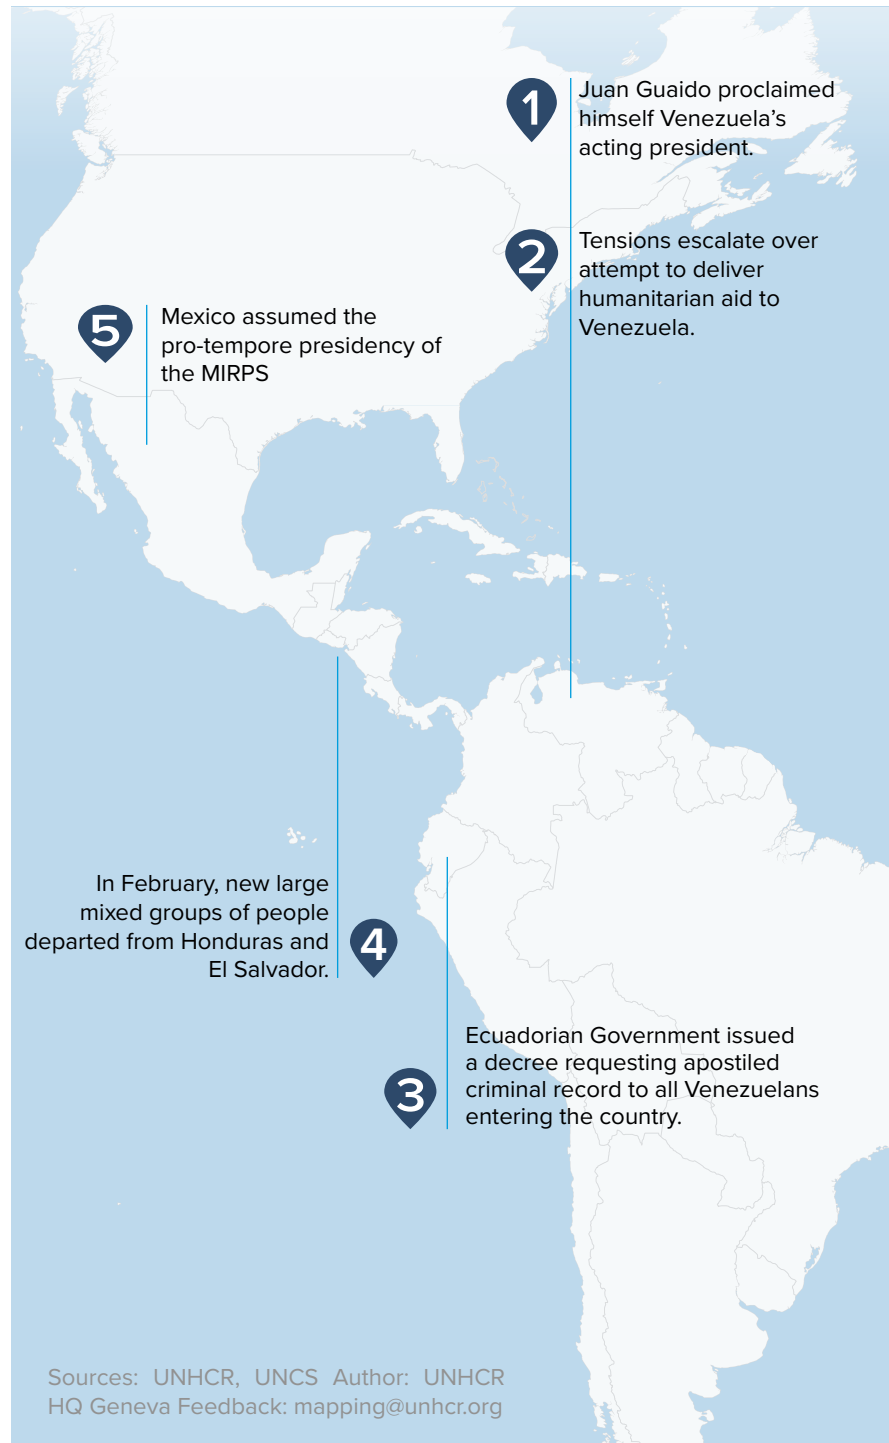 1
Juan Guaido proclaimed
himself Venezuela's
acting president.
2
Tensions escalate over
attempt to deliver
humanitarian aid to
Venezuela.
5
Mexico assumed the
pro-tempore presidency of
the MIRPS
In February, new large
mixed groups of people
departed from Honduras and
El Salvador.
4
3
Ecuadorian Government issued
a decree requesting apostiled
criminal record to all Venezuelans
entering the country.
Sources: UNHCR, UNCS Author: UNHCR
HQ Geneva Feedback: mapping@unhcr.org